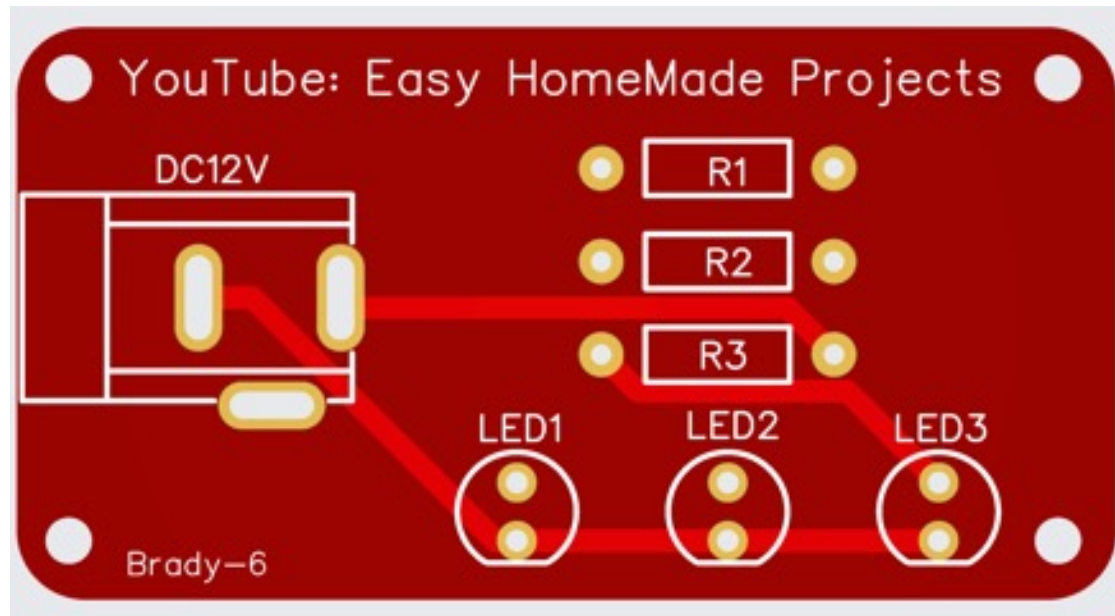 YouTube: Easy HomeMade Projects
DC12V
R1
R2
R3
LED1 LED2 LED3
Brady-6